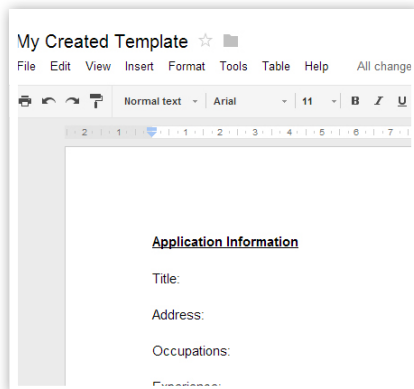 My Created Template
File Edit View Insert Format Tools Table Help All change
Normal text Arial 11 B I U
2 1 1 2 3 4 5 6 7
Application Information
Title:
Address:
Occupations:
Experience: